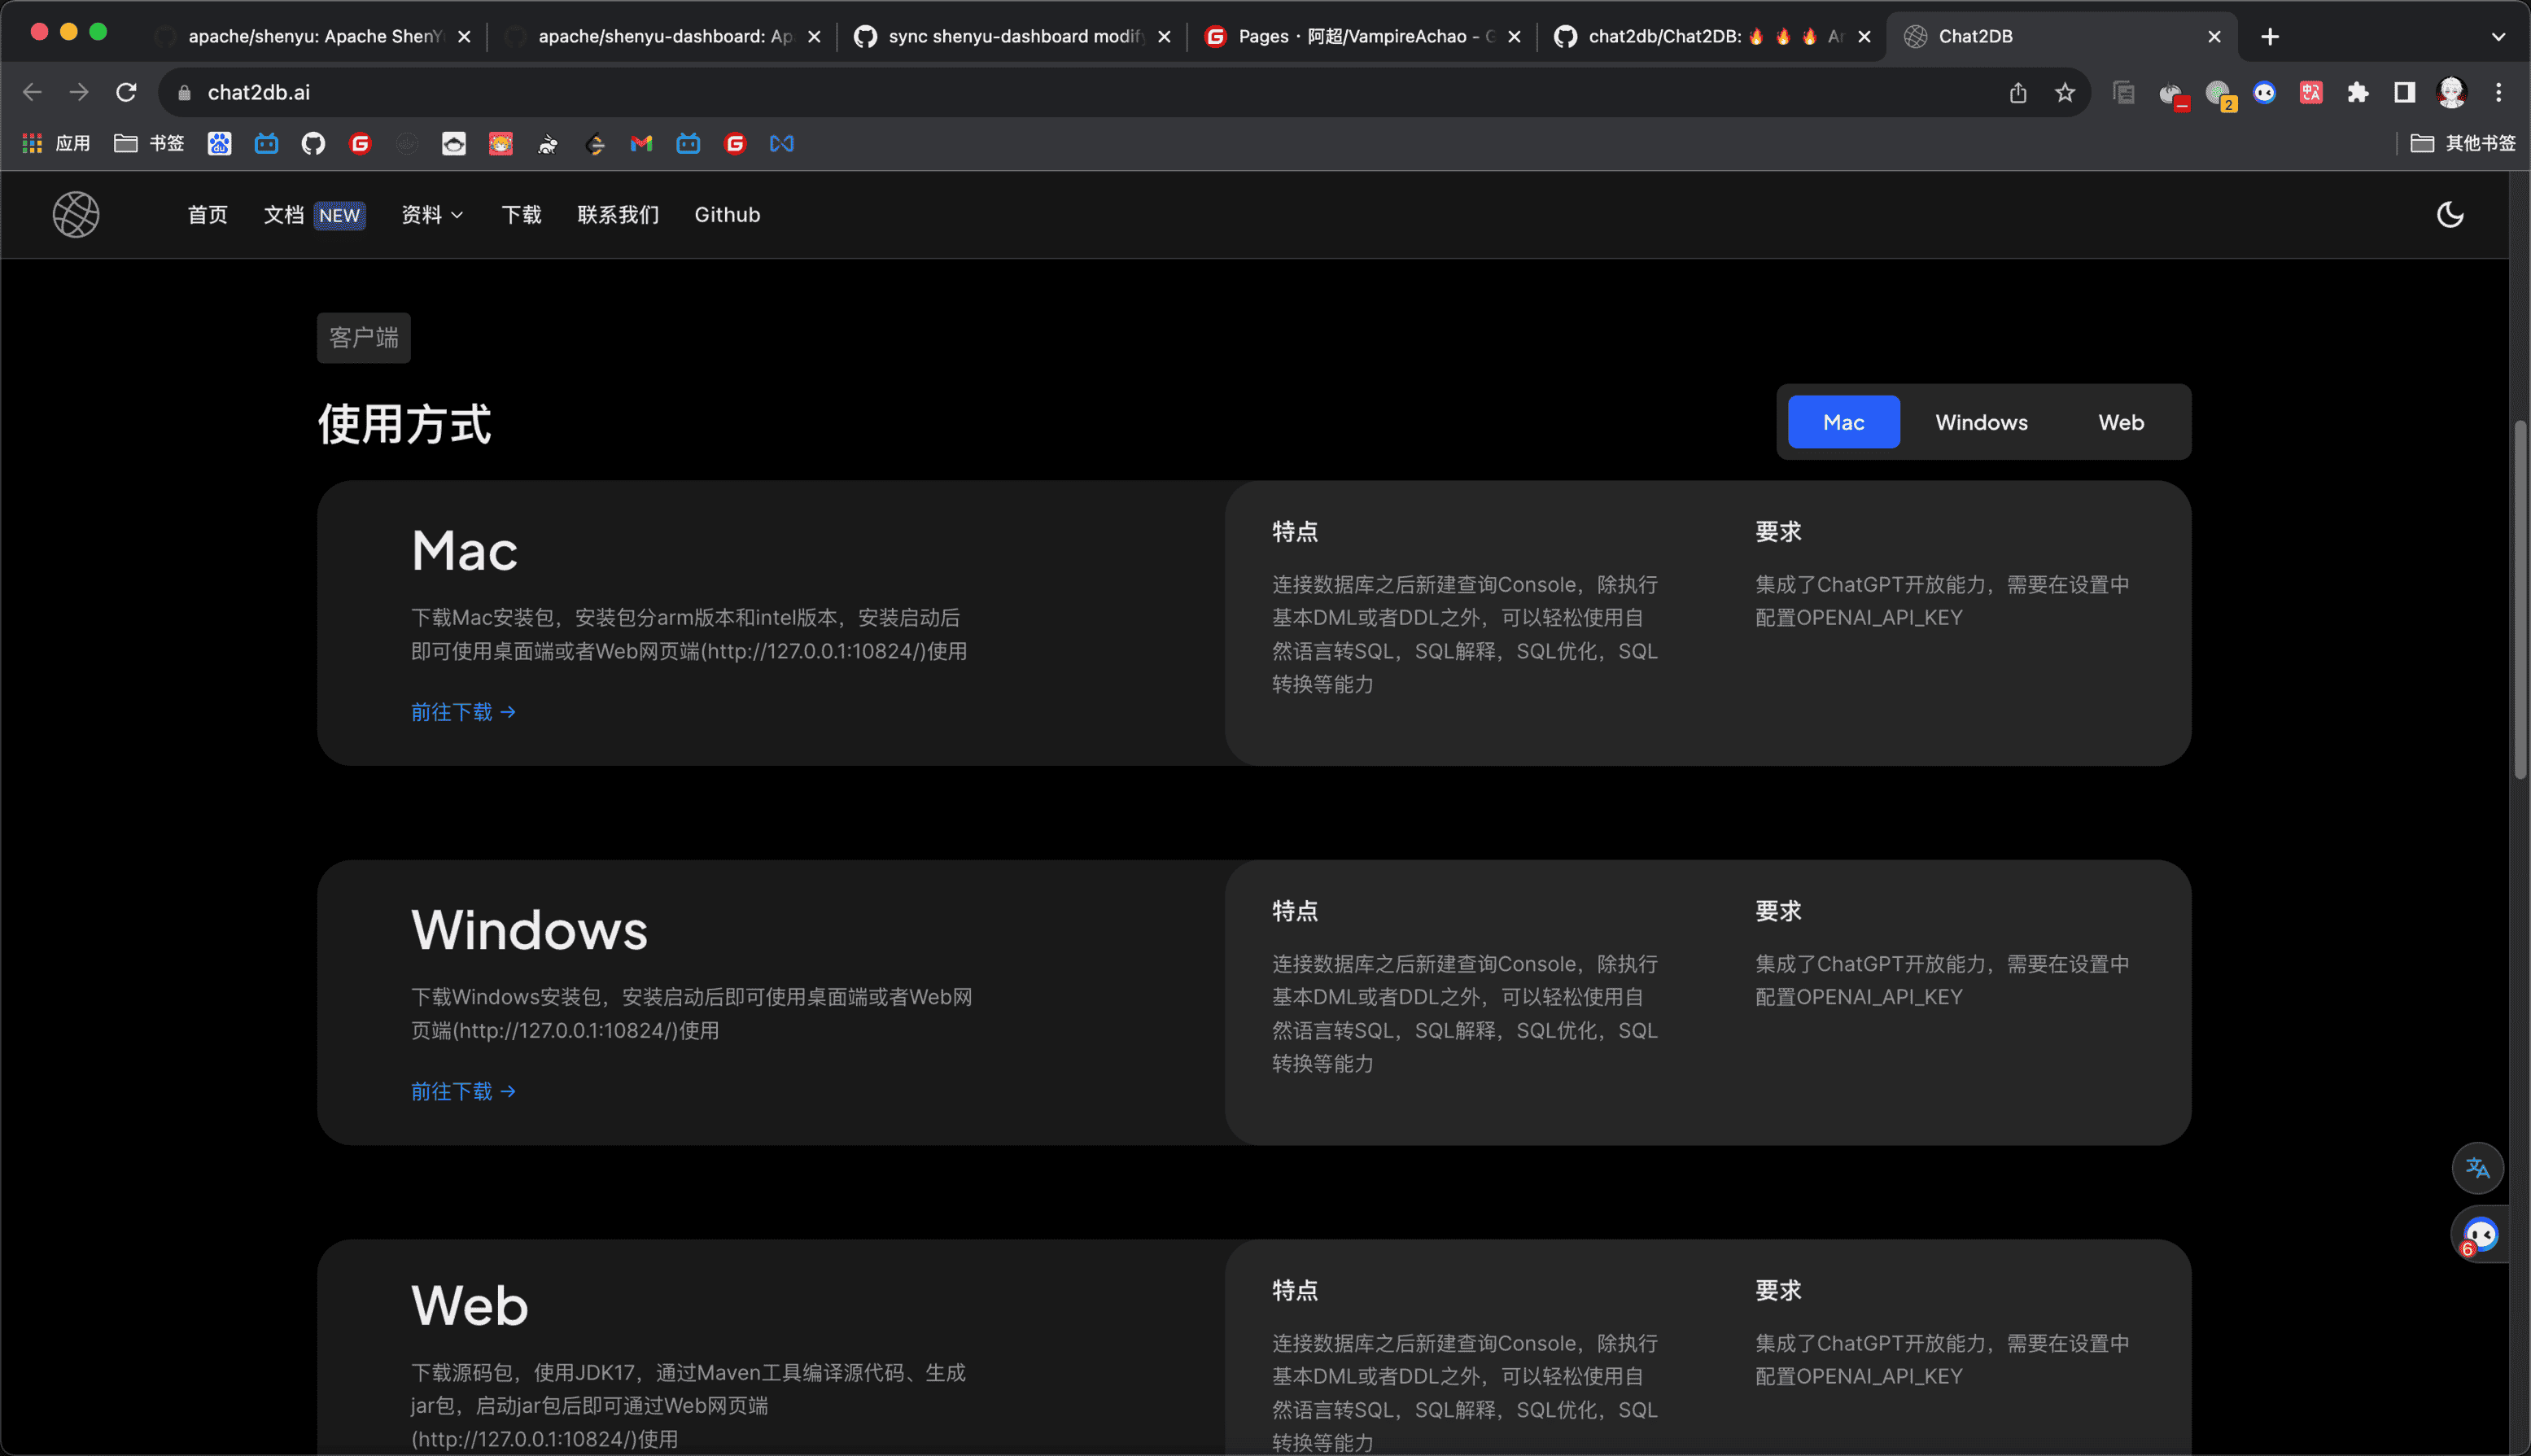 apache/shenyu: Apache ShenY
apache/shenyu-dashboard: Ap
sync shenyu-dashboard modify
Pages · 阿超/VampireAchao - G
chat2db/Chat2DB: 🔥 🔥 🔥 Ar
Chat2DB
chat2db.ai
2
应用
书签
其他书签
首页
文档 NEW
资料
下载
联系我们
Github
客户端
使用方式
Mac
Windows
Web
Mac
下载Mac安装包，安装包分arm版本和intel版本，安装启动后
即可使用桌面端或者Web网页端(http://127.0.0.1:10824/)使用
前往下载 →
特点
连接数据库之后新建查询Console，除执行
基本DML或者DDL之外，可以轻松使用自
然语言转SQL，SQL解释，SQL优化，SQL
转换等能力
要求
集成了ChatGPT开放能力，需要在设置中
配置OPENAI_API_KEY
Windows
下载Windows安装包，安装启动后即可使用桌面端或者Web网
页端(http://127.0.0.1:10824/)使用
前往下载 →
特点
连接数据库之后新建查询Console，除执行
基本DML或者DDL之外，可以轻松使用自
然语言转SQL，SQL解释，SQL优化，SQL
转换等能力
要求
集成了ChatGPT开放能力，需要在设置中
配置OPENAI_API_KEY
6
Web
下载源码包，使用JDK17，通过Maven工具编译源代码、生成
jar包，启动jar包后即可通过Web网页端
(http://127.0.0.1:10824/)使用
特点
连接数据库之后新建查询Console，除执行
基本DML或者DDL之外，可以轻松使用自
然语言转SQL，SQL解释，SQL优化，SQL
转换等能力
要求
集成了ChatGPT开放能力，需要在设置中
配置OPENAI_API_KEY